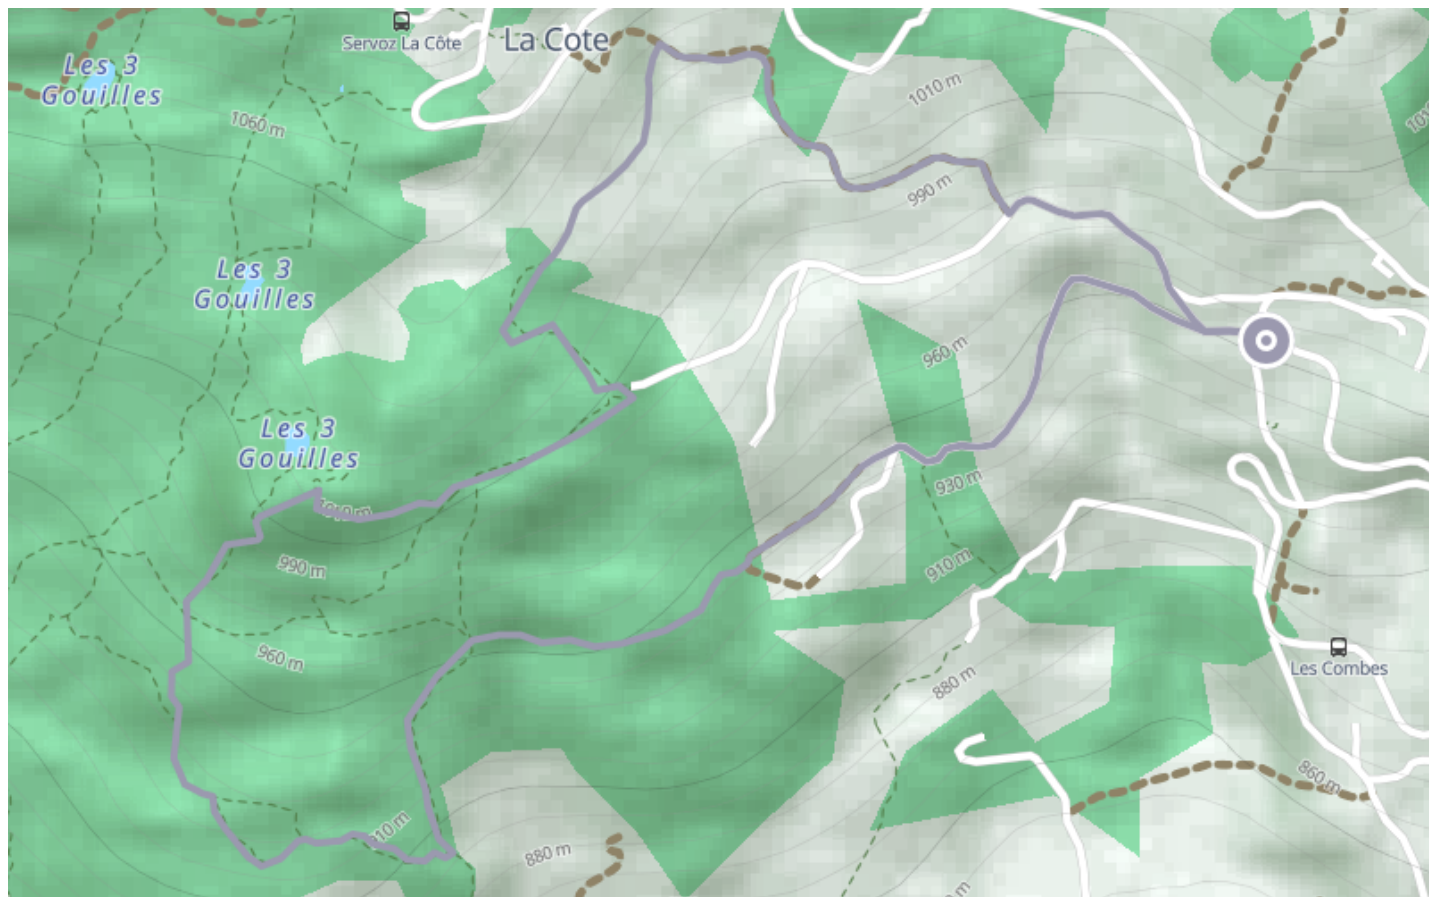 La Cote
Servoz La Côte
Les 3
Gouilles
1060 m
1010 m
990 m
Les 3
Gouilles
960 m
Les 3
Gouilles
930 m
1010 m
990 m
910 m
960 m
880 m
Les Combes
860 m
910 m
880 m